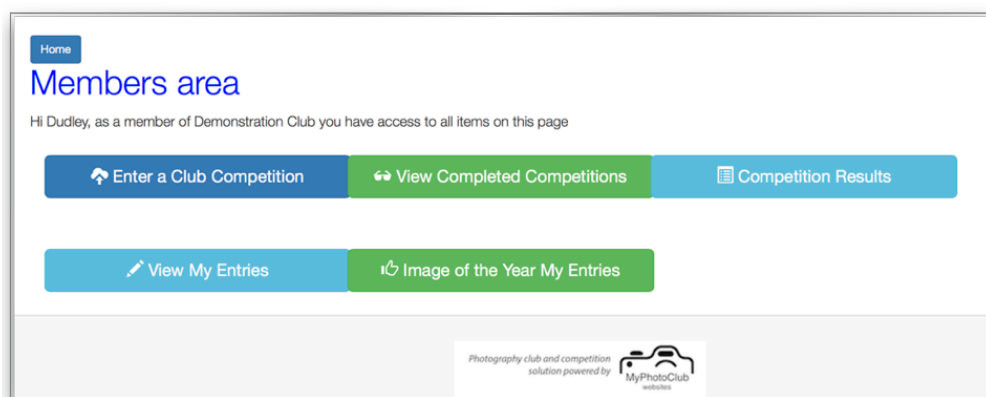 Home
Members area
Hi Dudley, as a member of Demonstration Club you have access to all items on this page
Enter a Club Competition
View Completed Competitions
Competition Results
View My Entries
Image of the Year My Entries
Photography club and competition
solution powered by
MyPhotoClub
websites